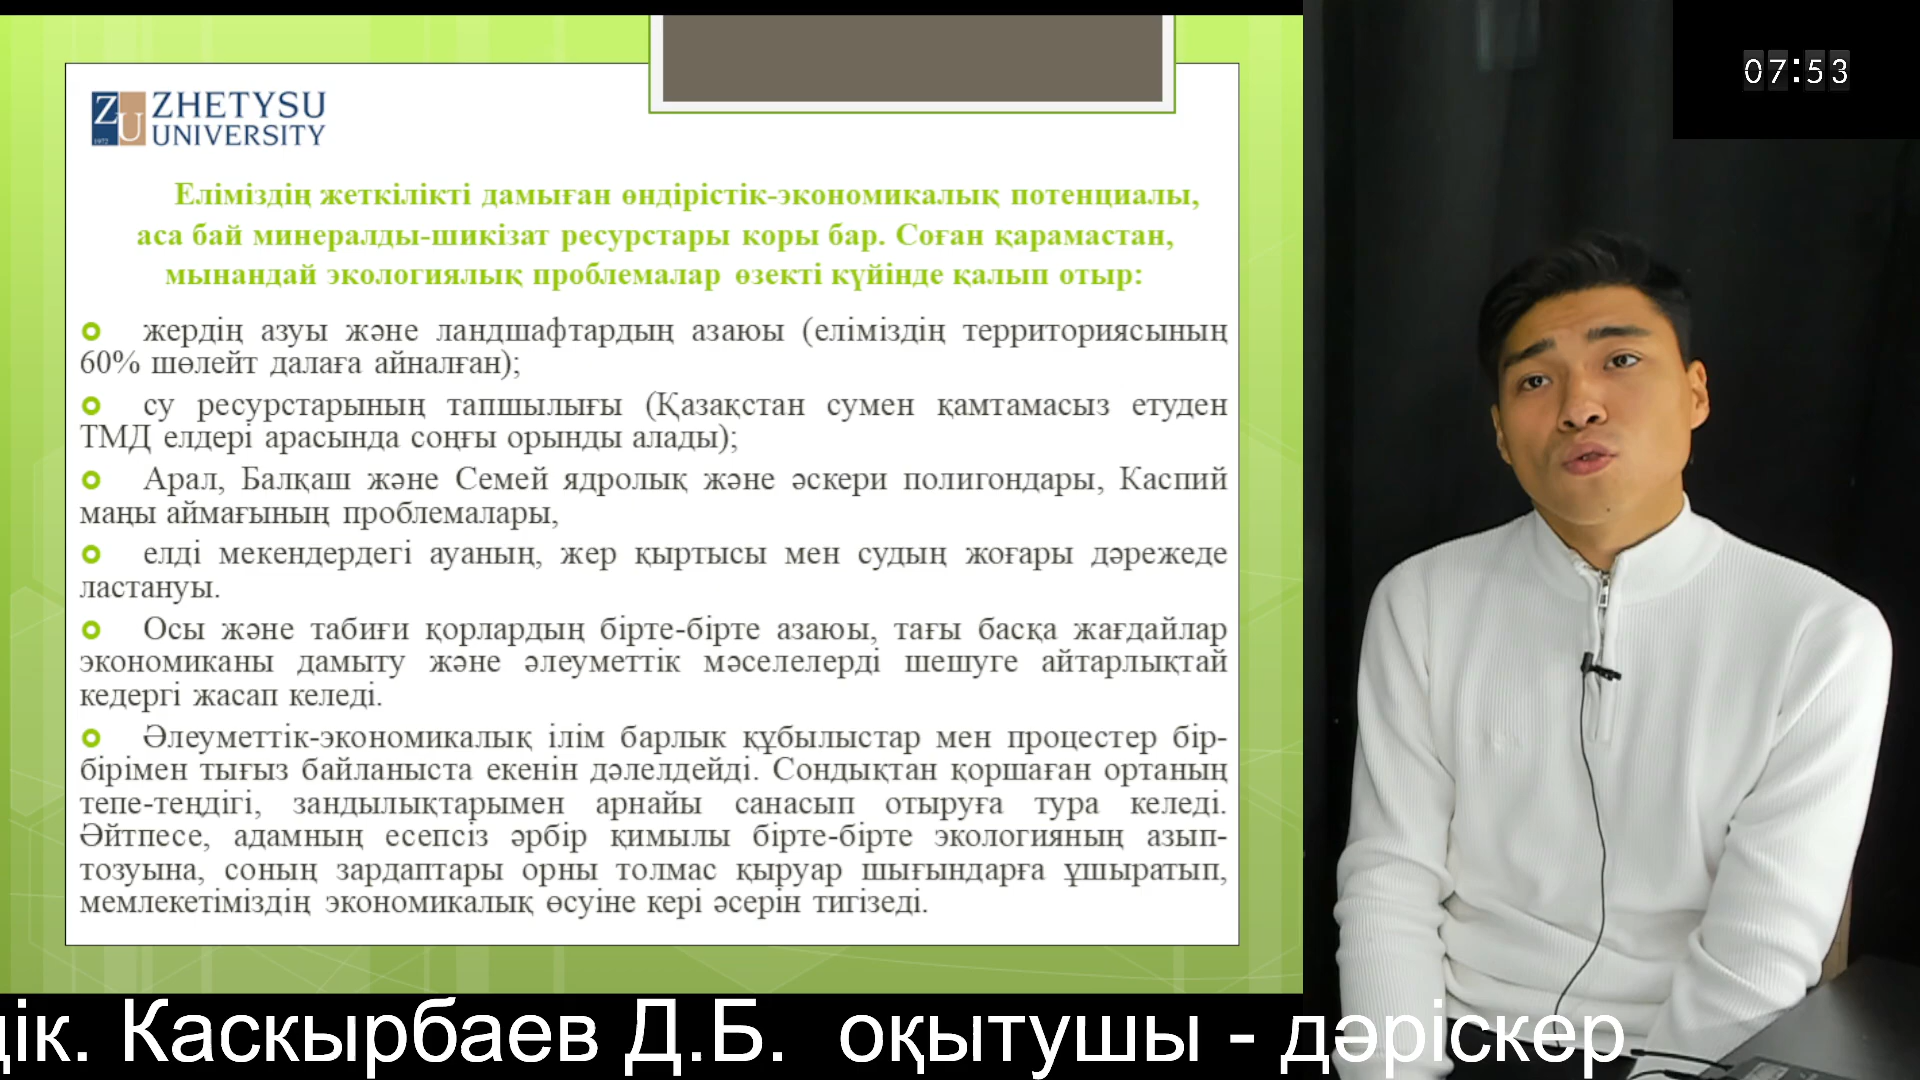 07:53
ZU
1972
ZHETYSU
UNIVERSITY
Еліміздің жеткілікті дамыған өндірістік-экономикалық потенциалы,
аса бай минералды-шикізат ресурстары коры бар. Соған қарамастан,
мынандай экологиялық проблемалар өзекті күйінде қалып отыр:
жердің азуы және ландшафтардың азаюы (еліміздің территориясының
60% шөлейт далаға айналған);
су ресурстарының тапшылығы (Қазақстан сумен қамтамасыз етуден
ТМД елдері арасында соңғы орынды алады);
Арал, Балқаш және Семей ядролық және әскери полигондары, Каспий
маңы аймағының проблемалары,
елді мекендердегі ауаның, жер қыртысы мен судың жоғары дәрежеде
ластануы.
Осы және табиғи қорлардың бірте-бірте азаюы, тағы басқа жағдайлар
экономиканы дамыту және әлеуметтік мәселелерді шешуге айтарлықтай
кедергі жасап келеді.
Әлеуметтік-экономикалық ілім барлык құбылыстар мен процестер бір-
бірімен тығыз байланыста екенін дәлелдейді. Сондықтан қоршаған ортаның
тепе-теңдігі, зандылықтарымен арнайы санасып отыруға тура келеді.
Әйтпесе, адамның есепсіз әрбір қимылы бірте-бірте экологияның азып-
тозуына, соның зардаптары орны толмас қыруар шығындарға ұшыратып,
мемлекетіміздің экономикалық өсуіне кері әсерін тигізеді.
ік. Каскырбаев Д.Б. оқытушы - дәріскер